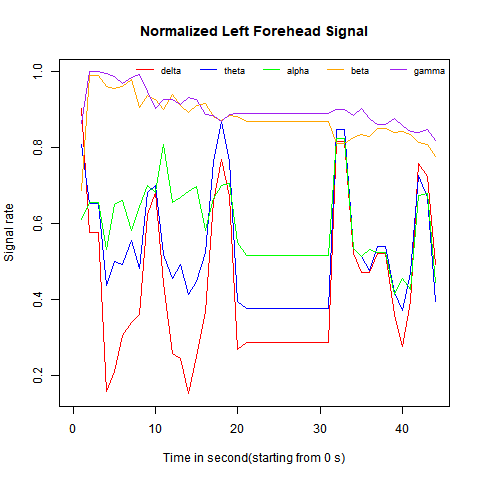 Normalized Left Forehead Signal
delta theta alpha beta gamma
1.0
0.8
0.6
0.4
0.2
Signal rate
0 10 20 30 40
Time in second(starting from 0 s)